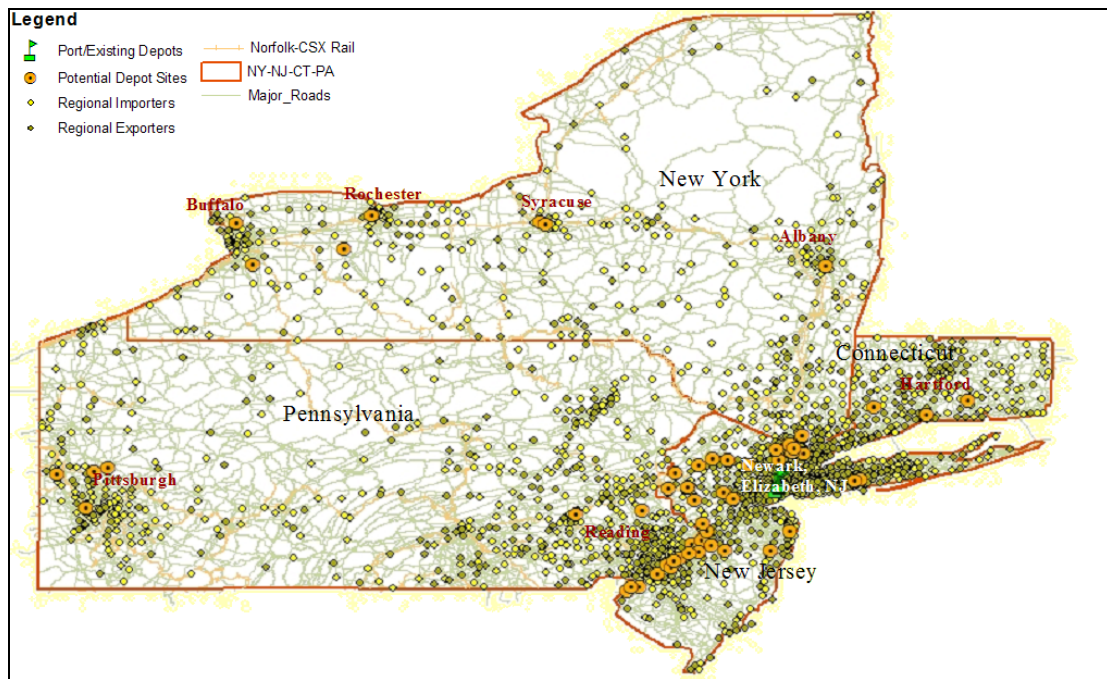 Legend
Port/Existing Depots
Potential Depot Sites
Regional Importers
Regional Exporters
Norfolk-CSX Rail
NY-NJ-CT-PA
Major_Roads
New York
Rochester
Buffalo
Syracuse
Albany
Connecticut
Hartford
Pennsylvania
Newark,
Elizabeth, NJ
Pittsburgh
Reading
New Jersey